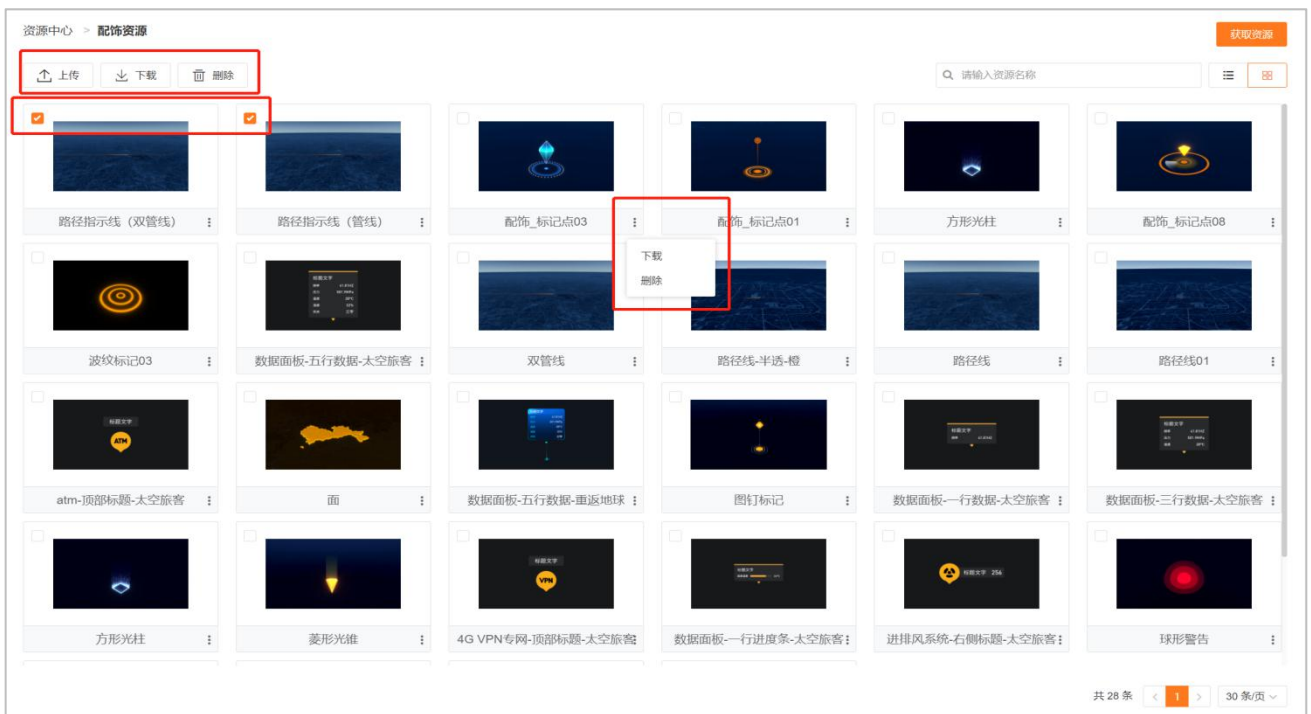 资源中心 > 配饰资源
获取资源
上传 下载 删除
请输入资源名称
路径指示线（双管线） 路径指示线（管线） 配饰_标记点03 配饰_标记点01 方形光柱 配饰_标记点08
下载
删除
标题文字
波纹标记03 数据面板-五行数据-太空旅客 双管线 路径线-半透-橙 路径线 路径线01
标题文字
ATM
标题文字
标题文字
atm-顶部标题-太空旅客 面 数据面板-五行数据-重返地球 图钉标记 数据面板-一行数据-太空旅客 数据面板-三行数据-太空旅客
标题文字
VPN
标题文字
标题文字 256
方形光柱 菱形光锥 4G VPN专网-顶部标题-太空旅客 数据面板-一行进度条-太空旅客 进排风系统-右侧标题-太空旅客 球形警告
共 28 条 < 1 > 30 条/页